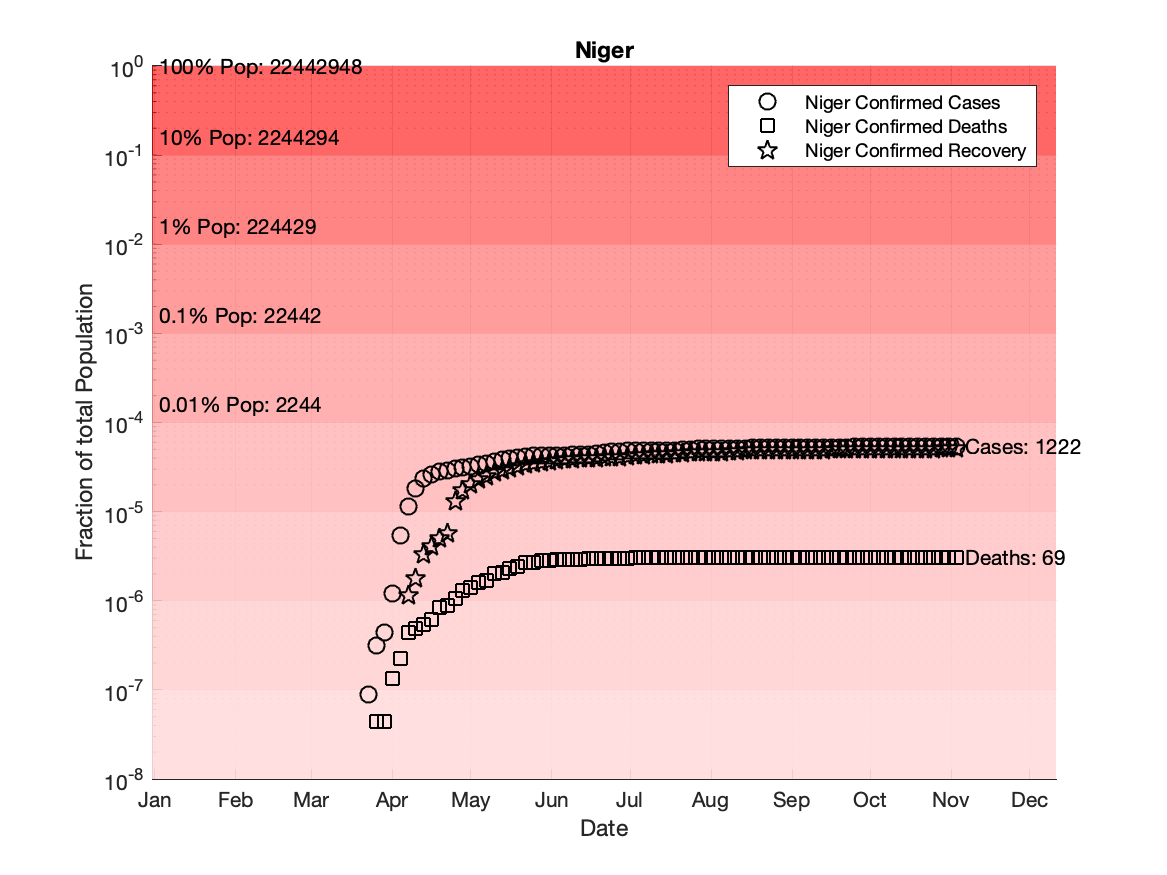 Niger
10^0
100% Pop: 22442948
Niger Confirmed Cases
Niger Confirmed Deaths
Niger Confirmed Recovery
10% Pop: 2244294
10^-1
1% Pop: 224429
10^-2
0.1% Pop: 22442
10^-3
0.01% Pop: 2244
10^-4
Cases: 1222
10^-5
Deaths: 69
10^-6
10^-7
10^-8
Fraction of total Population
Jan Feb Mar Apr May Jun Jul Aug Sep Oct Nov Dec
Date